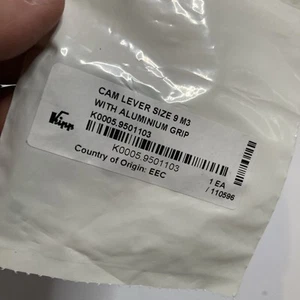 CAM LEVER SIZE 9 M3
WITH ALUMINIUM GRIP
K0005.9501103
Kipp
K0005.9501103
1 EA
Country of Origin: EEC
/ 110596